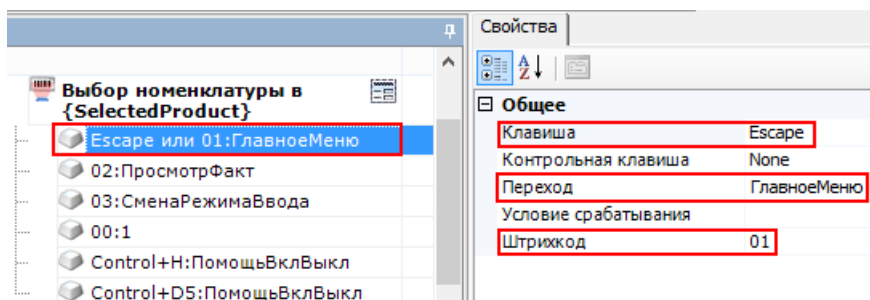 Свойства
Выбор номенклатуры в
{SelectedProduct}
Escape или 01:ГлавноеМеню
02:ПросмотрФакт
03:СменаРежимаВвода
00:1
Control+H:ПомощьВклВыкл
Control+D5:ПомощьВклВыкл
Общее
Клавиша Escape
Контрольная клавиша None
Переход ГлавноеМеню
Условие срабатывания
Штрихкод 01